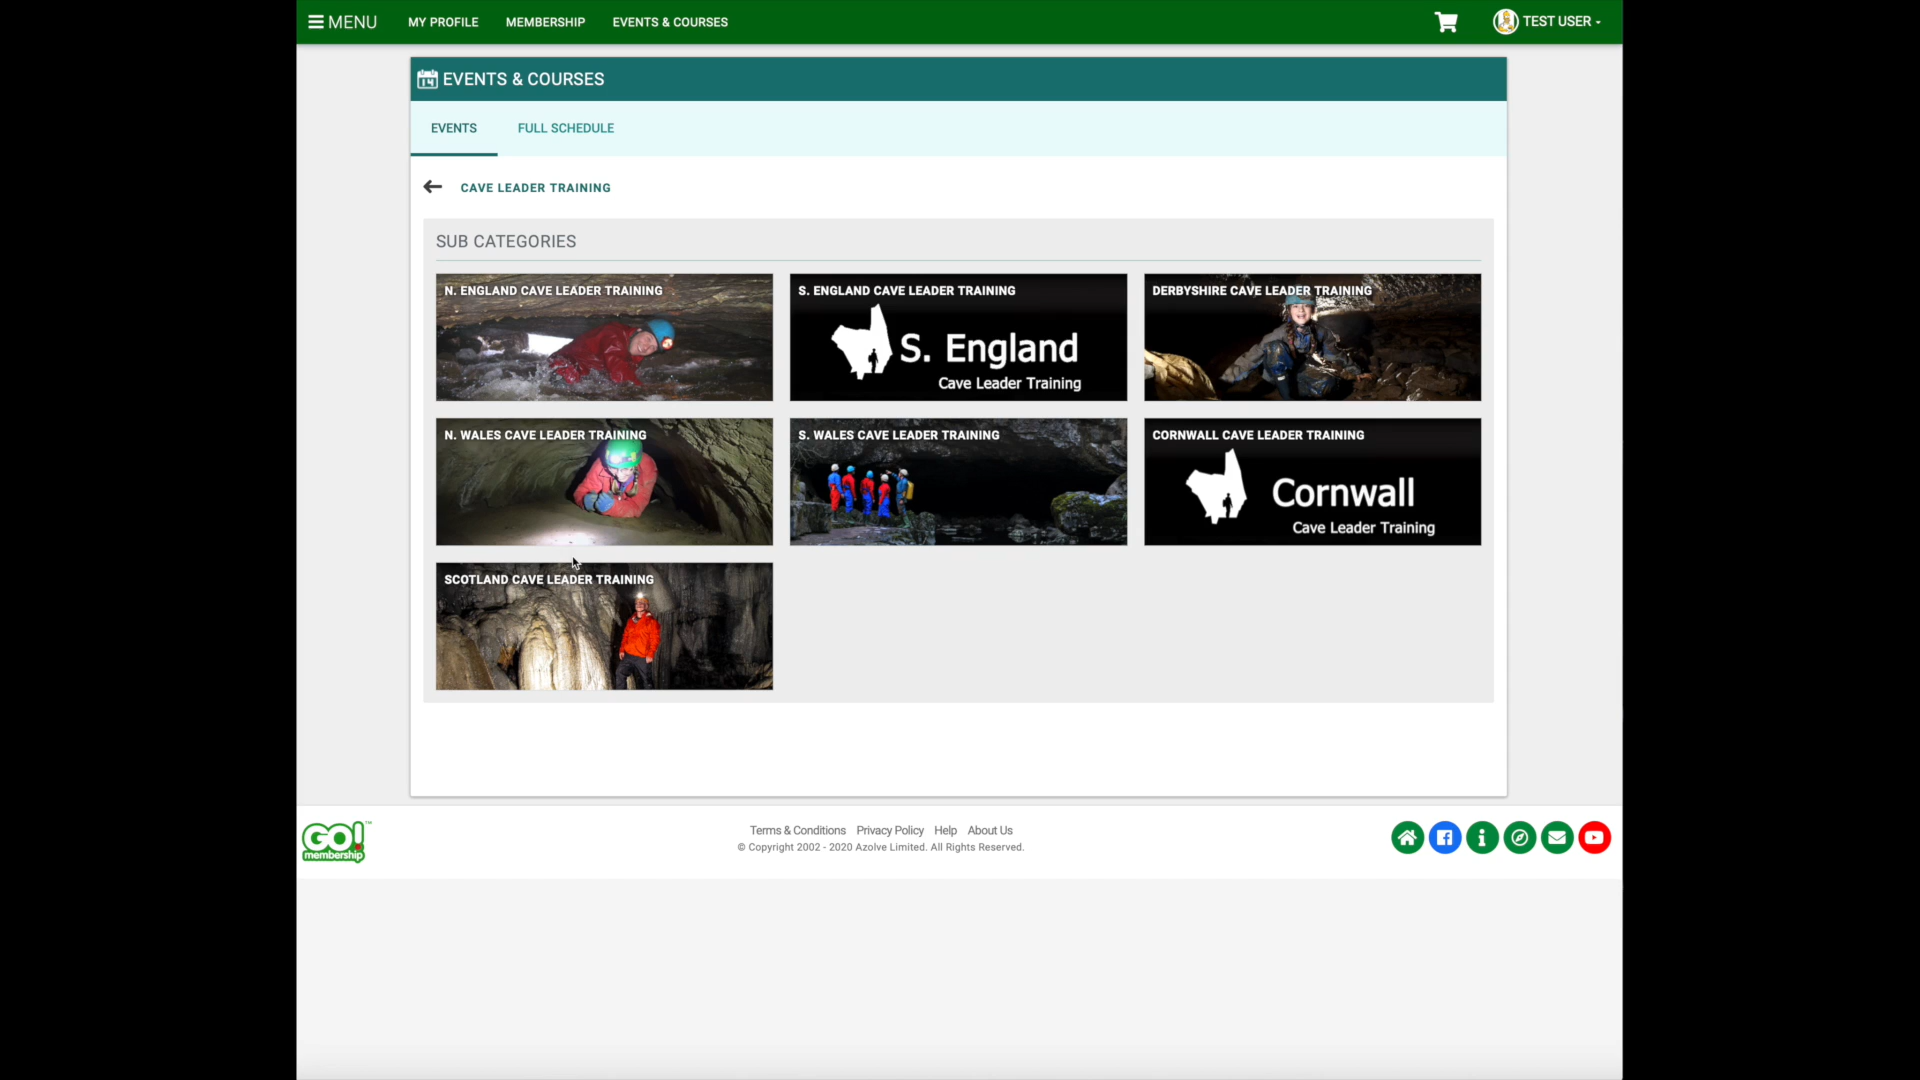 MENU
MY PROFILE
MEMBERSHIP
EVENTS & COURSES
TEST USER
14 EVENTS & COURSES
EVENTS
FULL SCHEDULE
CAVE LEADER TRAINING
SUB CATEGORIES
N. ENGLAND CAVE LEADER TRAINING
S. ENGLAND CAVE LEADER TRAINING
S. England
Cave Leader Training
DERBYSHIRE CAVE LEADER TRAINING
N. WALES CAVE LEADER TRAINING
S. WALES CAVE LEADER TRAINING
CORNWALL CAVE LEADER TRAINING
Cornwall
Cave Leader Training
SCOTLAND CAVE LEADER TRAINING
GO!™
membership
Terms & Conditions Privacy Policy Help About Us
© Copyright 2002 - 2020 Azolve Limited. All Rights Reserved.